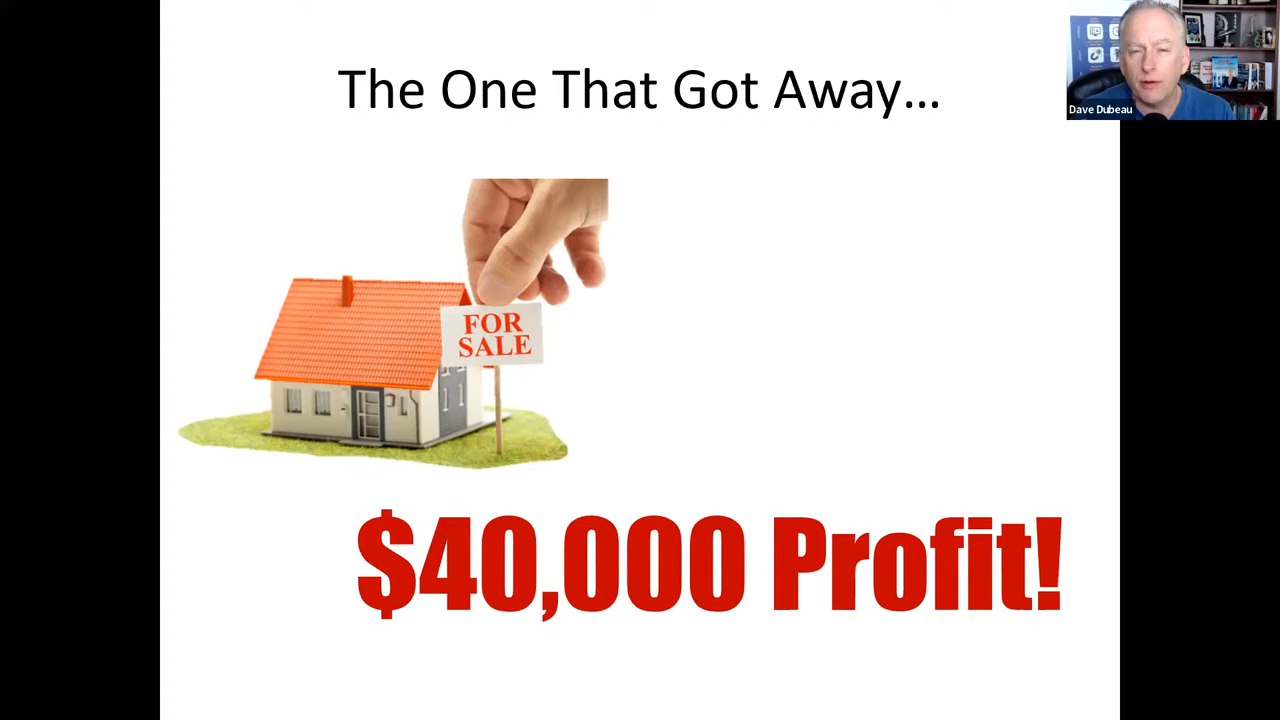 The One That Got Away...
Dave Dubeau
FOR
SALE
$40,000 Profit!